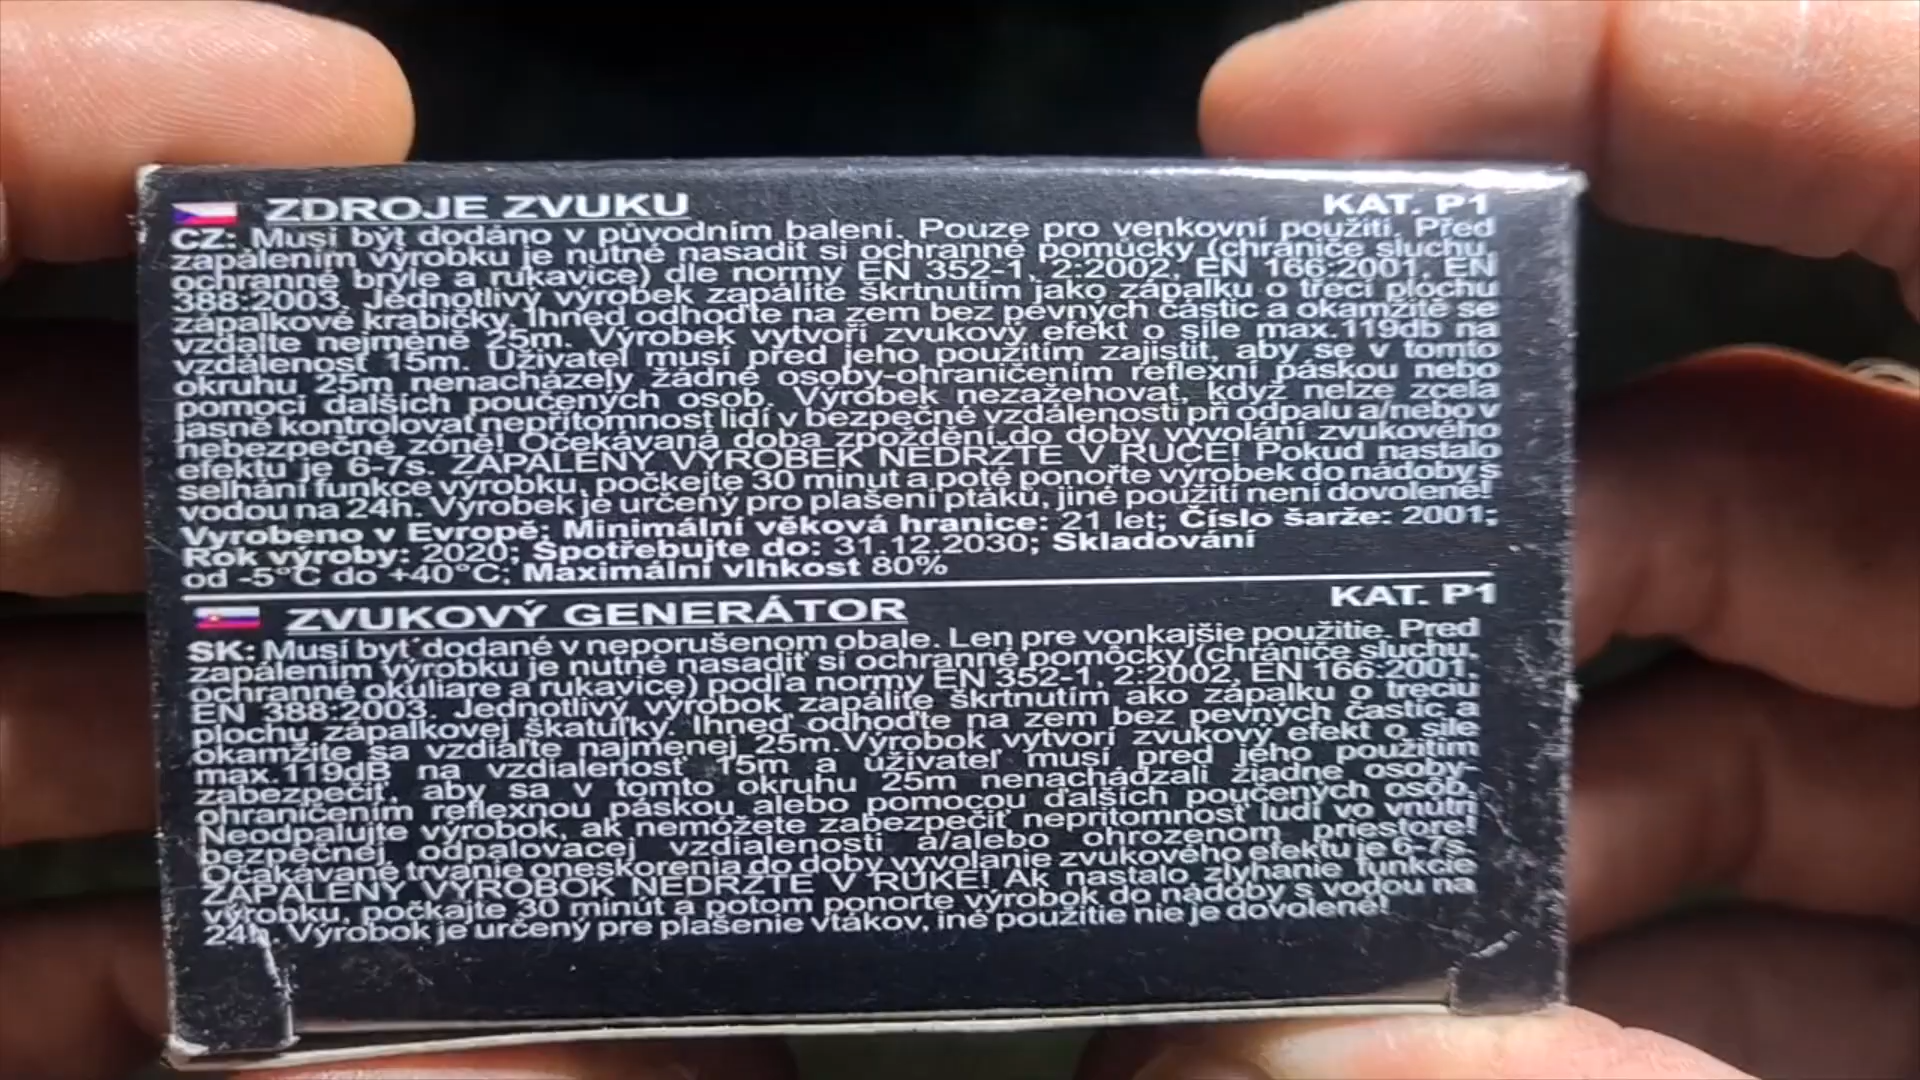 ZDROJE ZVUKU KAT. P1
CZ: Musí být dodáno v původním balení. Pouze pro venkovní použití. Před
zapálením výrobku je nutné nasadit si ochranné pomůcky (chrániče sluchu,
ochranné brýle a rukavice) dle normy EN 352-1, 2:2002, EN 166:2001, EN
388:2003. Jednotlivý výrobek zapálíte škrtnutím jako zápalku o třecí plochu
zápalkové krabičky. Ihned odhoďte na zem bez pevných částic a okamžitě se
vzdalte nejméně 25m. Výrobek vytvoří zvukový efekt o síle max.119db na
vzdálenost 15m. Uživatel musí před jeho použitím zajistit, aby se v tomto
okruhu 25m nenacházely žádné osoby-ohraničením reflexní páskou nebo
pomocí dalších poučených osob. Výrobek nezažehovat, když nelze zcela
jasně kontrolovat nepřítomnost lidí v bezpečné vzdálenosti při odpalu a/nebo v
nebezpečné zóně! Očekávaná doba zpoždění do doby vyvolání zvukového
efektu je 6-7s. ZAPÁLENÝ VÝROBEK NEDRŽTE V RUCE! Pokud nastalo
selhání funkce výrobku, počkejte 30 minut a poté ponořte výrobek do nádoby s
vodou na 24h. Výrobek je určený pro plašení ptáků, jiné použití není dovolené!
Vyrobeno v Evropě; Minimální věková hranice: 21 let; Číslo šarže: 2001;
Rok výroby: 2020; Spotřebujte do: 31.12.2030; Skladování
od -5°C do +40°C; Maximální vlhkost 80%
ZVUKOVÝ GENERÁTOR KAT. P1
SK: Musí byť dodané v neporušenom obale. Len pre vonkajšie použitie. Pred
zapálením výrobku je nutné nasadiť si ochranné pomôcky (chrániče sluchu,
ochranné okuliare a rukavice) podľa normy EN 352-1, 2:2002, EN 166:2001,
EN 388:2003. Jednotlivý výrobok zapálite škrtnutím ako zápalku o treciu
plochu zápalkovej škatuľky. Ihneď odhoďte na zem bez pevných častíc a
okamžite sa vzdiaľte najmenej 25m.Výrobok vytvorí zvukový efekt o sile
max.119dB na vzdialenosť 15m a užívateľ musí pred jeho použitím
zabezpečiť, aby sa v tomto okruhu 25m nenachádzali žiadne osoby-
ohraničením reflexnou páskou alebo pomocou ďalších poučených osôb.
Neodpaľujte výrobok, ak nemôžete zabezpečiť neprítomnosť ludí vo vnútri
bezpečnej odpaľovacej vzdialenosti a/alebo ohrozenom priestore!
Očakávané trvanie oneskorenia do doby vyvolanie zvukového efektu je 6-7s.
ZAPÁLENÝ VÝROBOK NEDRŽTE V RUKE! Ak nastalo zlyhanie funkcie
výrobku, počkajte 30 minút a potom ponorte výrobok do nádoby s vodou na
24h. Výrobok je určený pre plašenie vtákov, iné použitie nie je dovolené!